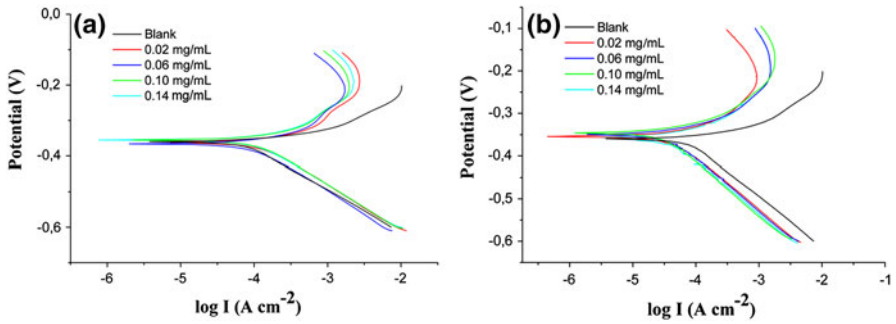 (a)
Blank
0.02 mg/mL
0.06 mg/mL
0.10 mg/mL
0.14 mg/mL
Potential (V)
0,0
-0,2
-0,4
-0,6
-6
-5
-4
-3
-2
log I (A cm⁻²)
(b)
Blank
0.02 mg/mL
0.06 mg/mL
0.10 mg/mL
0.14 mg/mL
Potential (V)
-0,1
-0,2
-0,3
-0,4
-0,5
-0,6
-6
-5
-4
-3
-2
-1
log I (A cm⁻²)